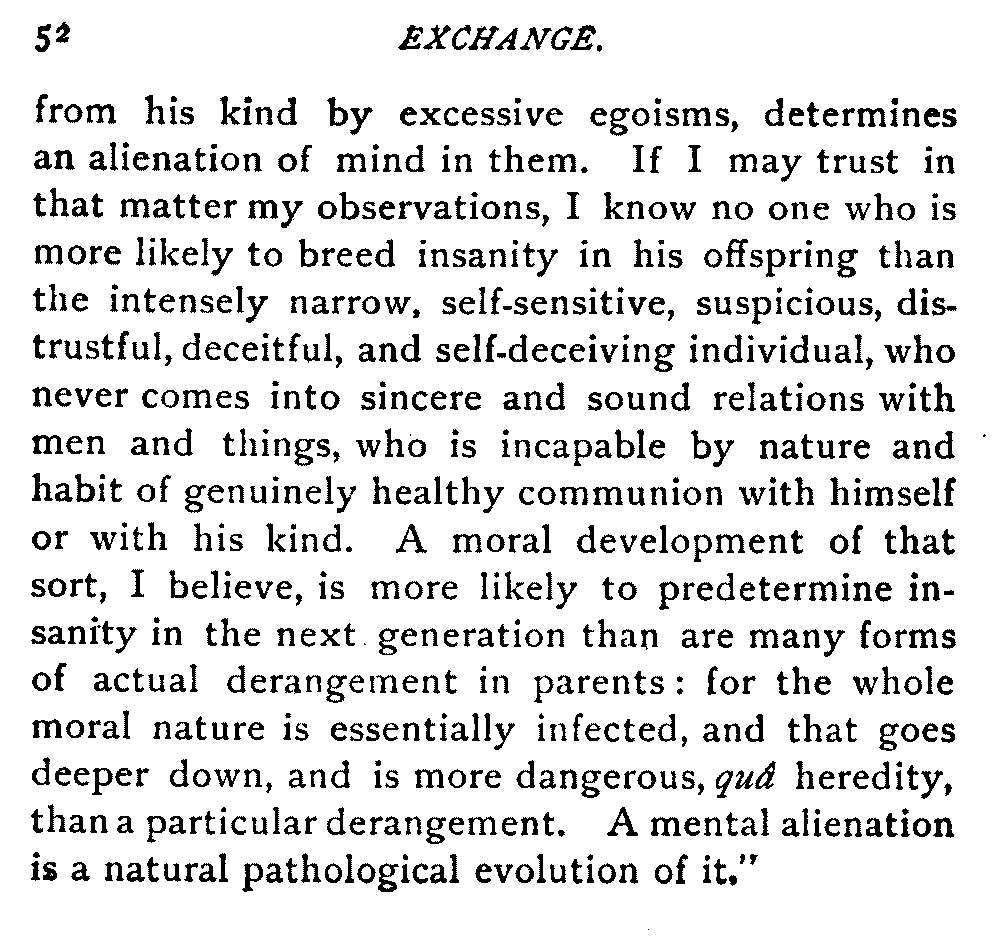 52 EXCHANGE.
from his kind by excessive egoisms, determines
an alienation of mind in them. If I may trust in
that matter my observations, I know no one who is
more likely to breed insanity in his offspring than
the intensely narrow, self-sensitive, suspicious, dis-
trustful, deceitful, and self-deceiving individual, who
never comes into sincere and sound relations with
men and things, who is incapable by nature and
habit of genuinely healthy communion with himself
or with his kind. A moral development of that
sort, I believe, is more likely to predetermine in-
sanity in the next generation than are many forms
of actual derangement in parents : for the whole
moral nature is essentially infected, and that goes
deeper down, and is more dangerous, quâ heredity,
than a particular derangement. A mental alienation
is a natural pathological evolution of it."